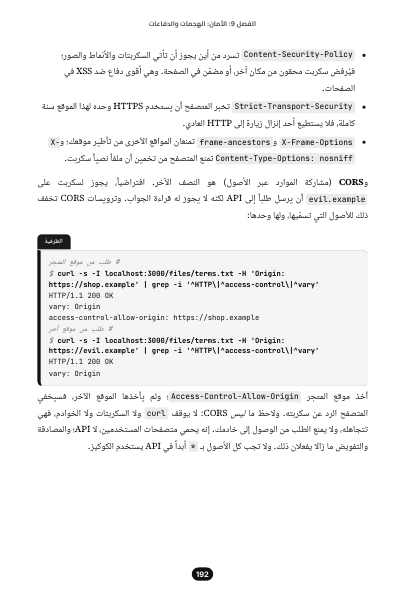 الفصل 9: الأمان: الهجمات والدفاعات
• Content-Security-Policy تسرد من أين يجوز أن تأتي السكربتات والأنماط والصور؛
فيُرفض سكربت محقون من مكان آخر، أو مضمّن في الصفحة. وهي أقوى دفاع ضد XSS في
الصفحات.
• Strict-Transport-Security تخبر المتصفح أن يستخدم HTTPS وحده لهذا الموقع سنة
كاملة، فلا يستطيع أحد إنزال زيارة إلى HTTP العادي.
• X-Frame-Options و frame-ancestors تمنعان المواقع الأخرى من تأطير موقعك؛ وX-
Content-Type-Options: nosniff تمنع المتصفح من تخمين أن ملفاً نصياً سكربت.
وCORS (مشاركة الموارد عبر الأصول) هو النصف الآخر. افتراضياً، يجوز لسكربت على
evil.example أن يرسل طلباً إلى API لكنه لا يجوز له قراءة الجواب. وترويسات CORS تخفف
ذلك للأصول التي تسمّيها، ولها وحدها:
الطرفية
# طلب من موقع المتجر
$ curl -s -I localhost:3000/files/terms.txt -H 'Origin:
https://shop.example' | grep -i '^HTTP\|^access-control\|^vary'
HTTP/1.1 200 OK
vary: Origin
access-control-allow-origin: https://shop.example
# طلب من موقع آخر
$ curl -s -I localhost:3000/files/terms.txt -H 'Origin:
https://evil.example' | grep -i '^HTTP\|^access-control\|^vary'
HTTP/1.1 200 OK
vary: Origin
أخذ موقع المتجر Access-Control-Allow-Origin؛ ولم يأخذها الموقع الآخر، فسيخفي
المتصفح الرد عن سكربته. ولاحظ ما ليس CORS: لا يوقف curl ولا السكربتات ولا الخوادم، فهي
تتجاهله، ولا يمنع الطلب من الوصول إلى خادمك. إنه يحمي متصفحات المستخدمين، لا API؛ والمصادقة
والتفويض ما زالا يفعلان ذلك. ولا تجب كل الأصول بـ * أبداً في API يستخدم الكوكيز.
192